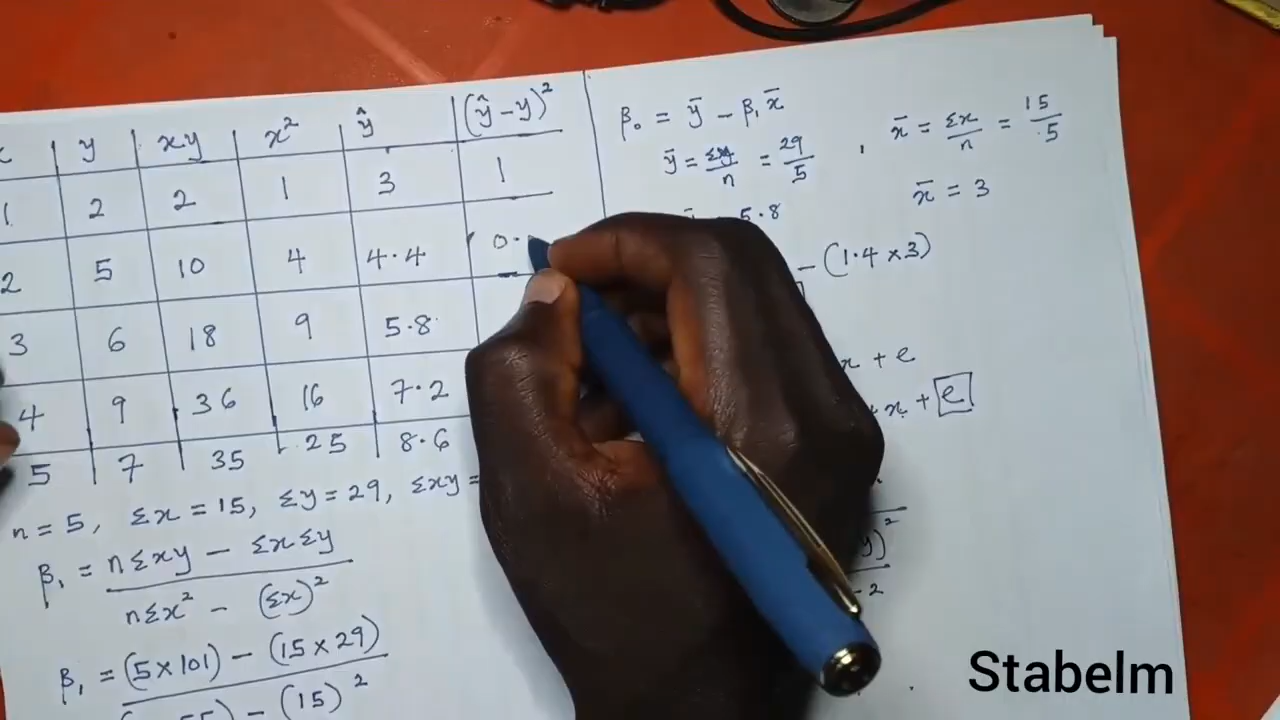 x | y | xy | x² | ŷ | (ŷ-y)²
1 | 2 | 2 | 1 | 3 | 1
2 | 5 | 10 | 4 | 4.4 | 0.
3 | 6 | 18 | 9 | 5.8
4 | 9 | 36 | 16 | 7.2
5 | 7 | 35 | 25 | 8.6
n = 5, Σx = 15, Σy = 29, Σxy =
β₁ = nΣxy - ΣxΣy
nΣx² - (Σx)²
β₁ = (5×101) - (15×29)
- (15)²
β₀ = ȳ - β₁x̄
ȳ = Σy/n = 29/5 , x̄ = Σx/n = 15/5
x̄ = 3
5.8
- (1.4×3)
x + e
x + e
y)²
-2
Stabelm